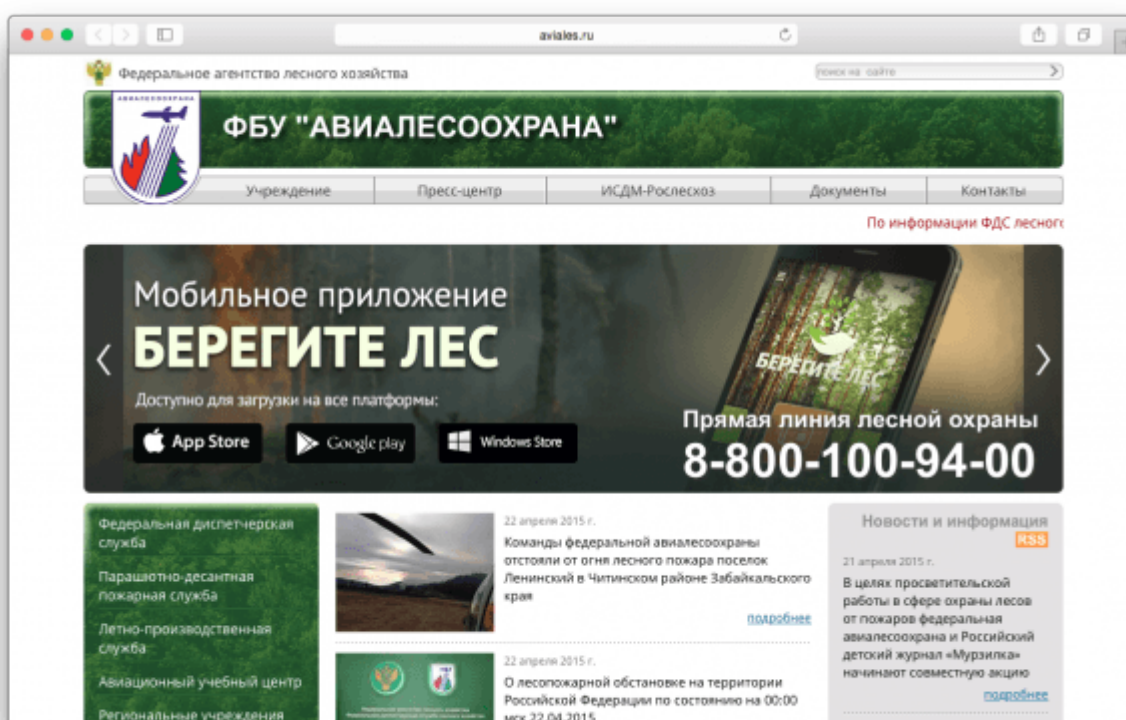 aviales.ru
Федеральное агентство лесного хозяйства
поиск на сайте
АВИАЛЕСООХРАНА
ФБУ "АВИАЛЕСООХРАНА"
Учреждение
Пресс-центр
ИСДМ-Рослесхоз
Документы
Контакты
По информации ФДС лесного
Мобильное приложение
БЕРЕГИТЕ ЛЕС
Доступно для загрузки на все платформы:
App Store
Google play
Windows Store
БЕРЕГИТЕ ЛЕС
Прямая линия лесной охраны
8-800-100-94-00
Федеральная диспетчерская
служба
Парашютно-десантная
пожарная служба
Летно-производственная
служба
Авиационный учебный центр
Региональные учреждения
22 апреля 2015 г.
Команды федеральной авиалесоохраны
отстояли от огня лесного пожара поселок
Ленинский в Читинском районе Забайкальского
края
подробнее
22 апреля 2015 г.
О лесопожарной обстановке на территории
Российской Федерации по состоянию на 00:00
мск 22.04.2015
Новости и информация
RSS
21 апреля 2015 г.
В целях просветительской
работы в сфере охраны лесов
от пожаров федеральная
авиалесоохрана и Российский
детский журнал «Мурзилка»
начинают совместную акцию
подробнее